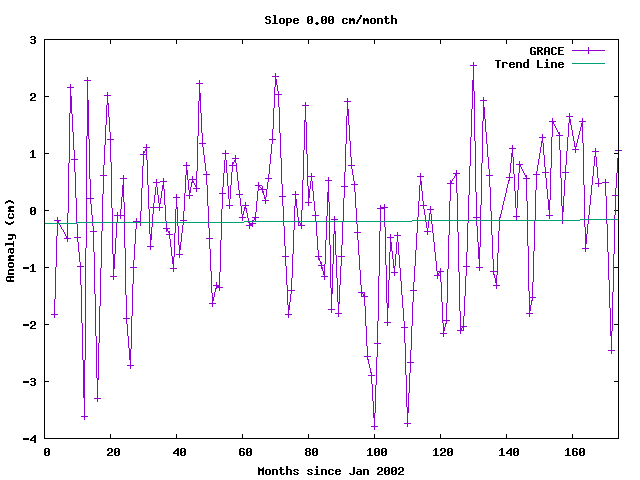 Slope 0.00 cm/month
GRACE
Trend Line
3
2
1
0
-1
-2
-3
-4
Anomaly (cm)
0 20 40 60 80 100 120 140 160
Months since Jan 2002